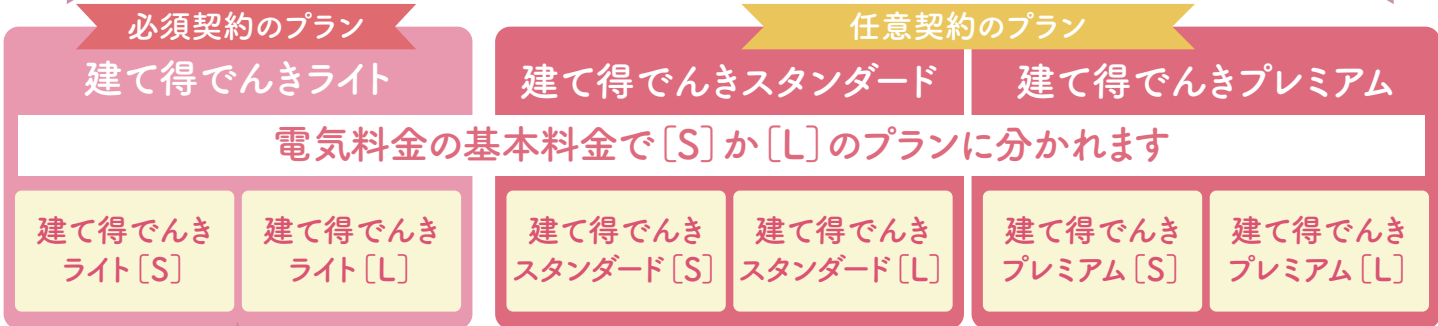 必須契約のプラン
任意契約のプラン
建て得でんきライト
建て得でんきスタンダード
建て得でんきプレミアム
電気料金の基本料金で[S]か[L]のプランに分かれます
建て得でんき
ライト[S]
建て得でんき
ライト[L]
建て得でんき
スタンダード[S]
建て得でんき
スタンダード[L]
建て得でんき
プレミアム[S]
建て得でんき
プレミアム[L]